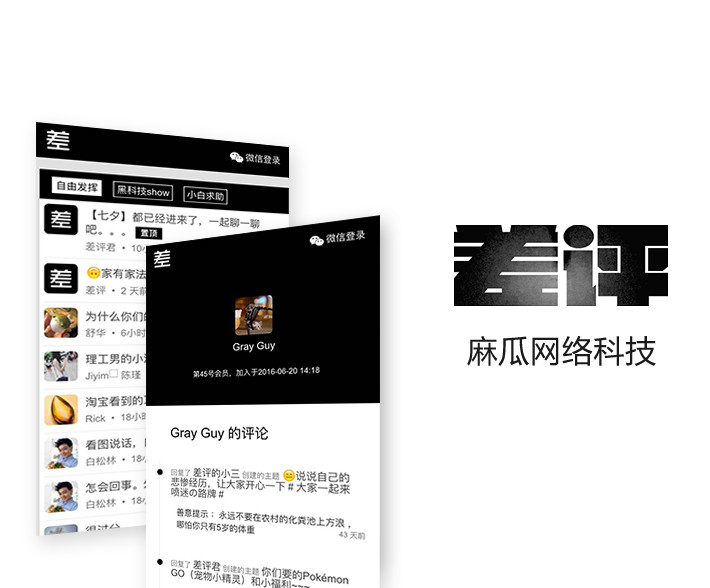 差
微信登录
自由发挥
黑科技show
小白求助
差
【七夕】都已经进来了，一起聊一聊
吧。。。 置顶
差评君 • 10
差
家有家法
差评 • 2 天前
为什么你们的
舒华 • 6小时
理工男的小
Jiyim 陈瑾
淘宝看到的
Rick • 18小时
看图说话，
白松林 • 18
怎会回事。
白松林 • 18
很过分
差
微信登录
Gray Guy
第45号会员，加入于2016-06-20 14:18
Gray Guy 的评论
回复了 差评的小三 创建的主题 说说自己的
悲惨经历，让大家开心一下 # 大家一起来
喷迷の路牌 #
善意提示： 永远不要在农村的化粪池上方浪 ，
哪怕你只有5岁的体重
43 天前
回复了 差评君 创建的主题 你们要的Pokémon
GO（宠物小精灵）和小福利~~~
差评
麻瓜网络科技